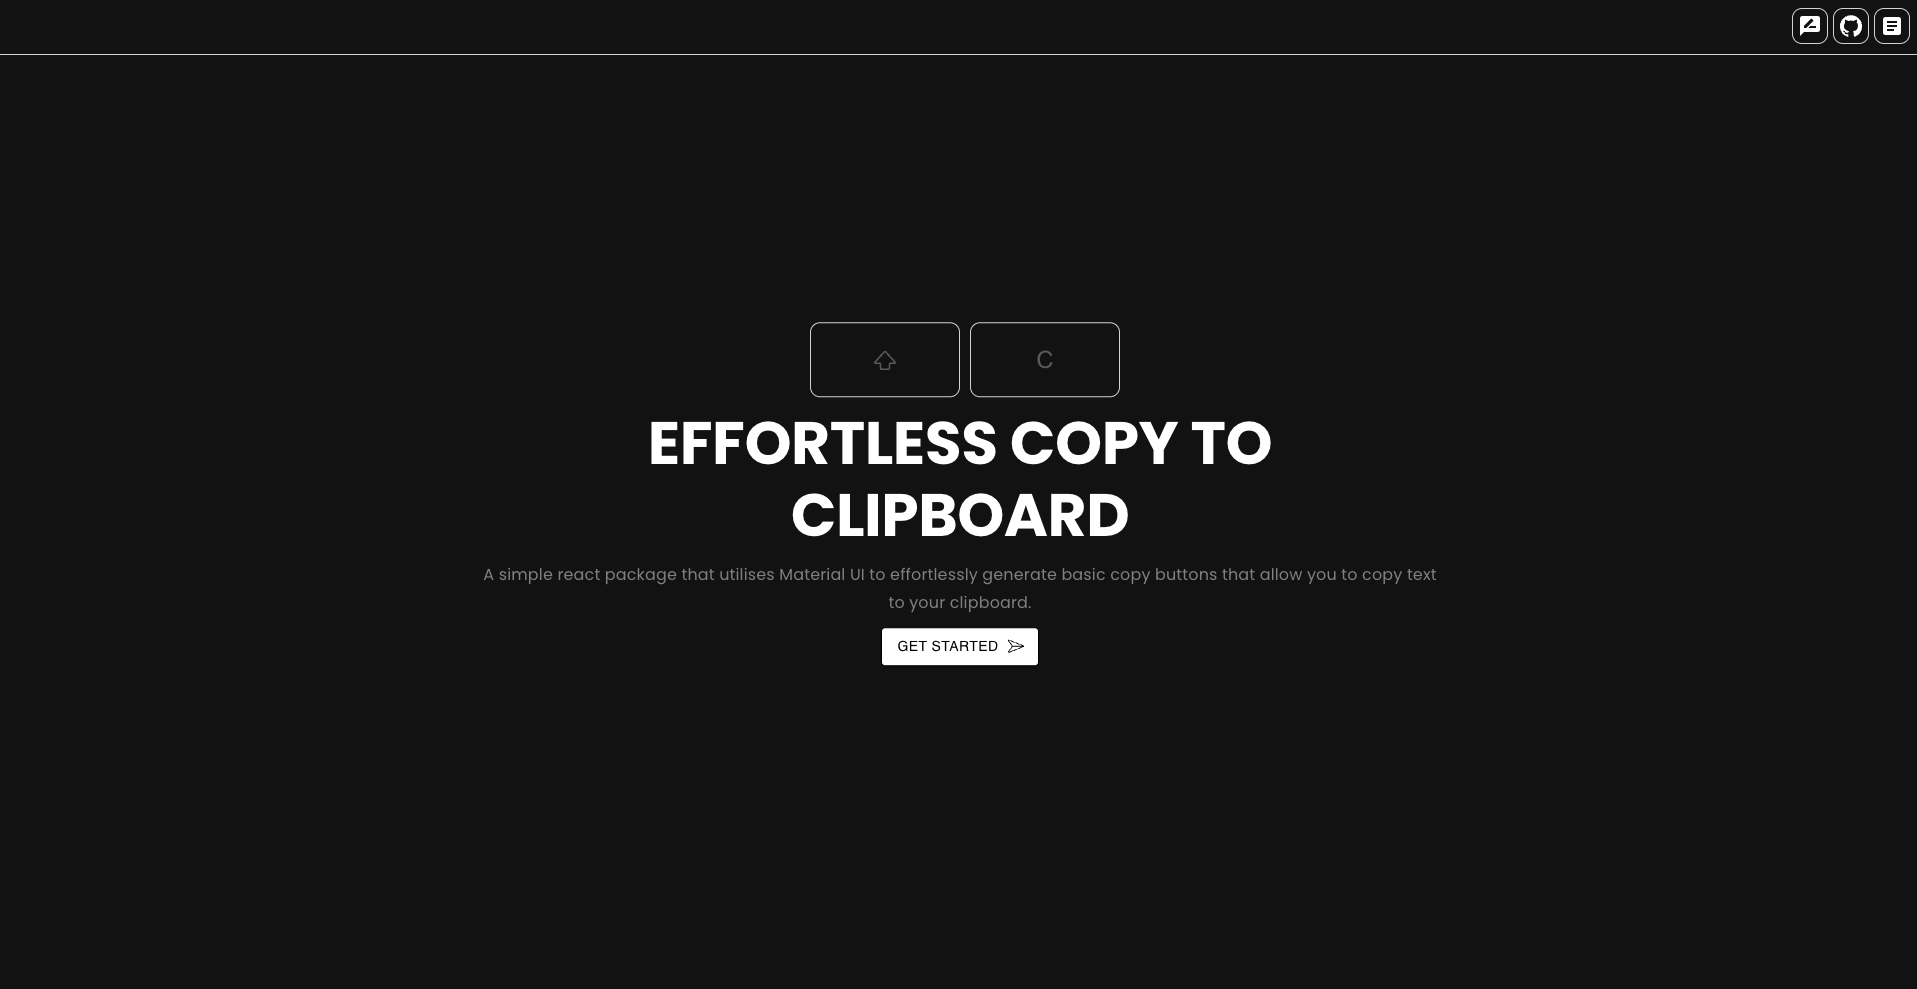 C
EFFORTLESS COPY TO
CLIPBOARD
A simple react package that utilises Material UI to effortlessly generate basic copy buttons that allow you to copy text
to your clipboard.
GET STARTED